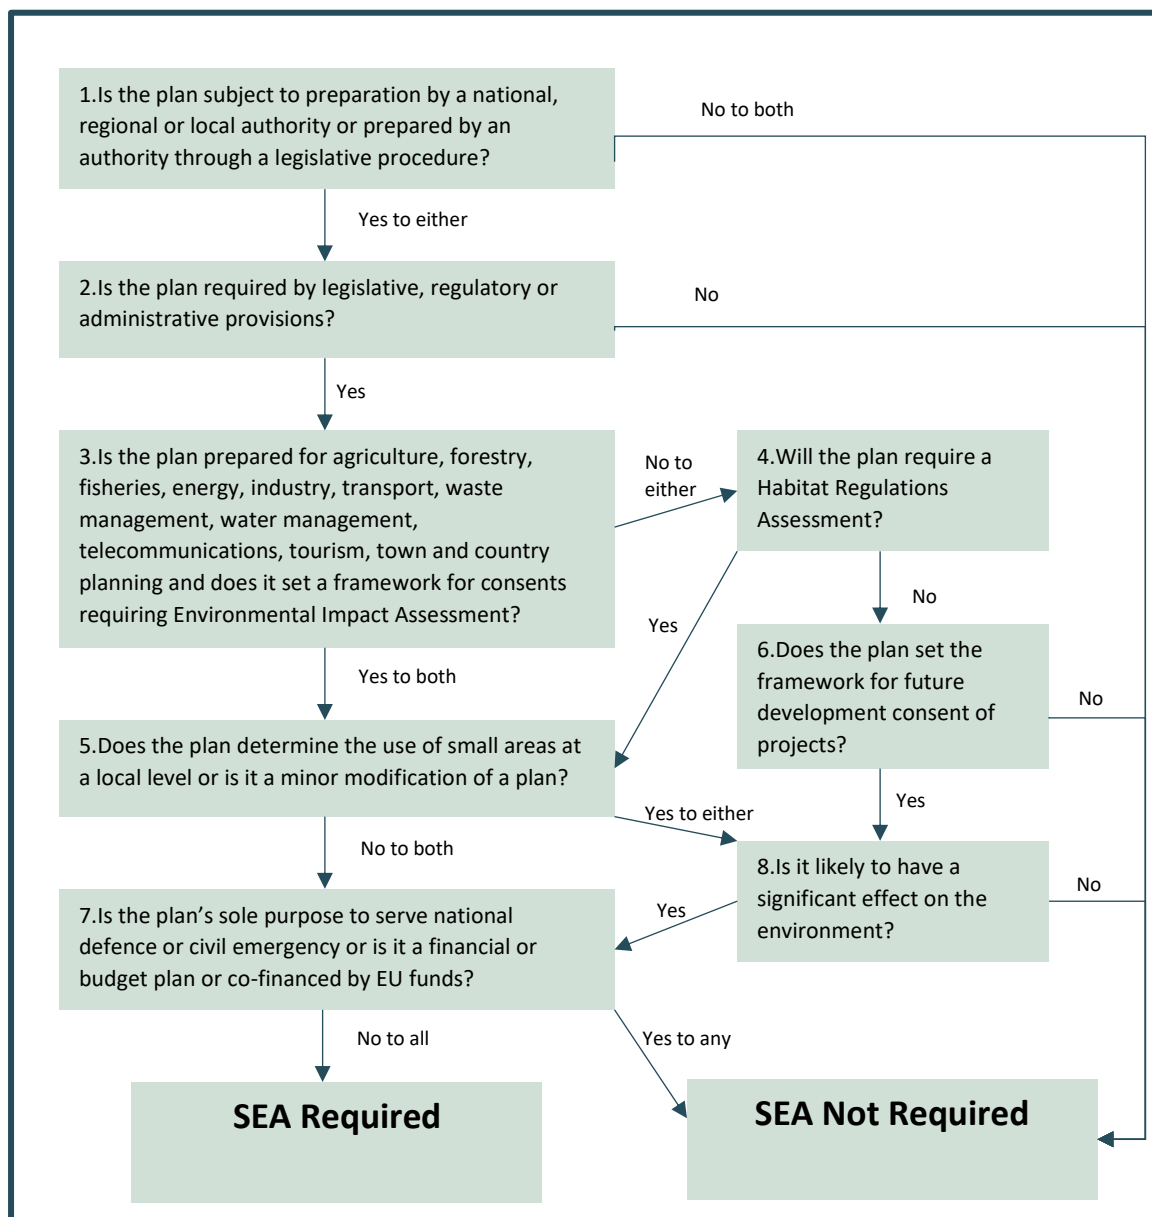 1.Is the plan subject to preparation by a national,
regional or local authority or prepared by an
authority through a legislative procedure?
No to both
Yes to either
2.Is the plan required by legislative, regulatory or
administrative provisions?
No
Yes
3.Is the plan prepared for agriculture, forestry,
fisheries, energy, industry, transport, waste
management, water management,
telecommunications, tourism, town and country
planning and does it set a framework for consents
requiring Environmental Impact Assessment?
No to
either
4.Will the plan require a
Habitat Regulations
Assessment?
Yes
No
Yes to both
6.Does the plan set the
framework for future
development consent of
projects?
No
5.Does the plan determine the use of small areas at
a local level or is it a minor modification of a plan?
Yes to either
Yes
No to both
8.Is it likely to have a
significant effect on the
environment?
No
Yes
7.Is the plan’s sole purpose to serve national
defence or civil emergency or is it a financial or
budget plan or co-financed by EU funds?
No to all
Yes to any
SEA Required
SEA Not Required